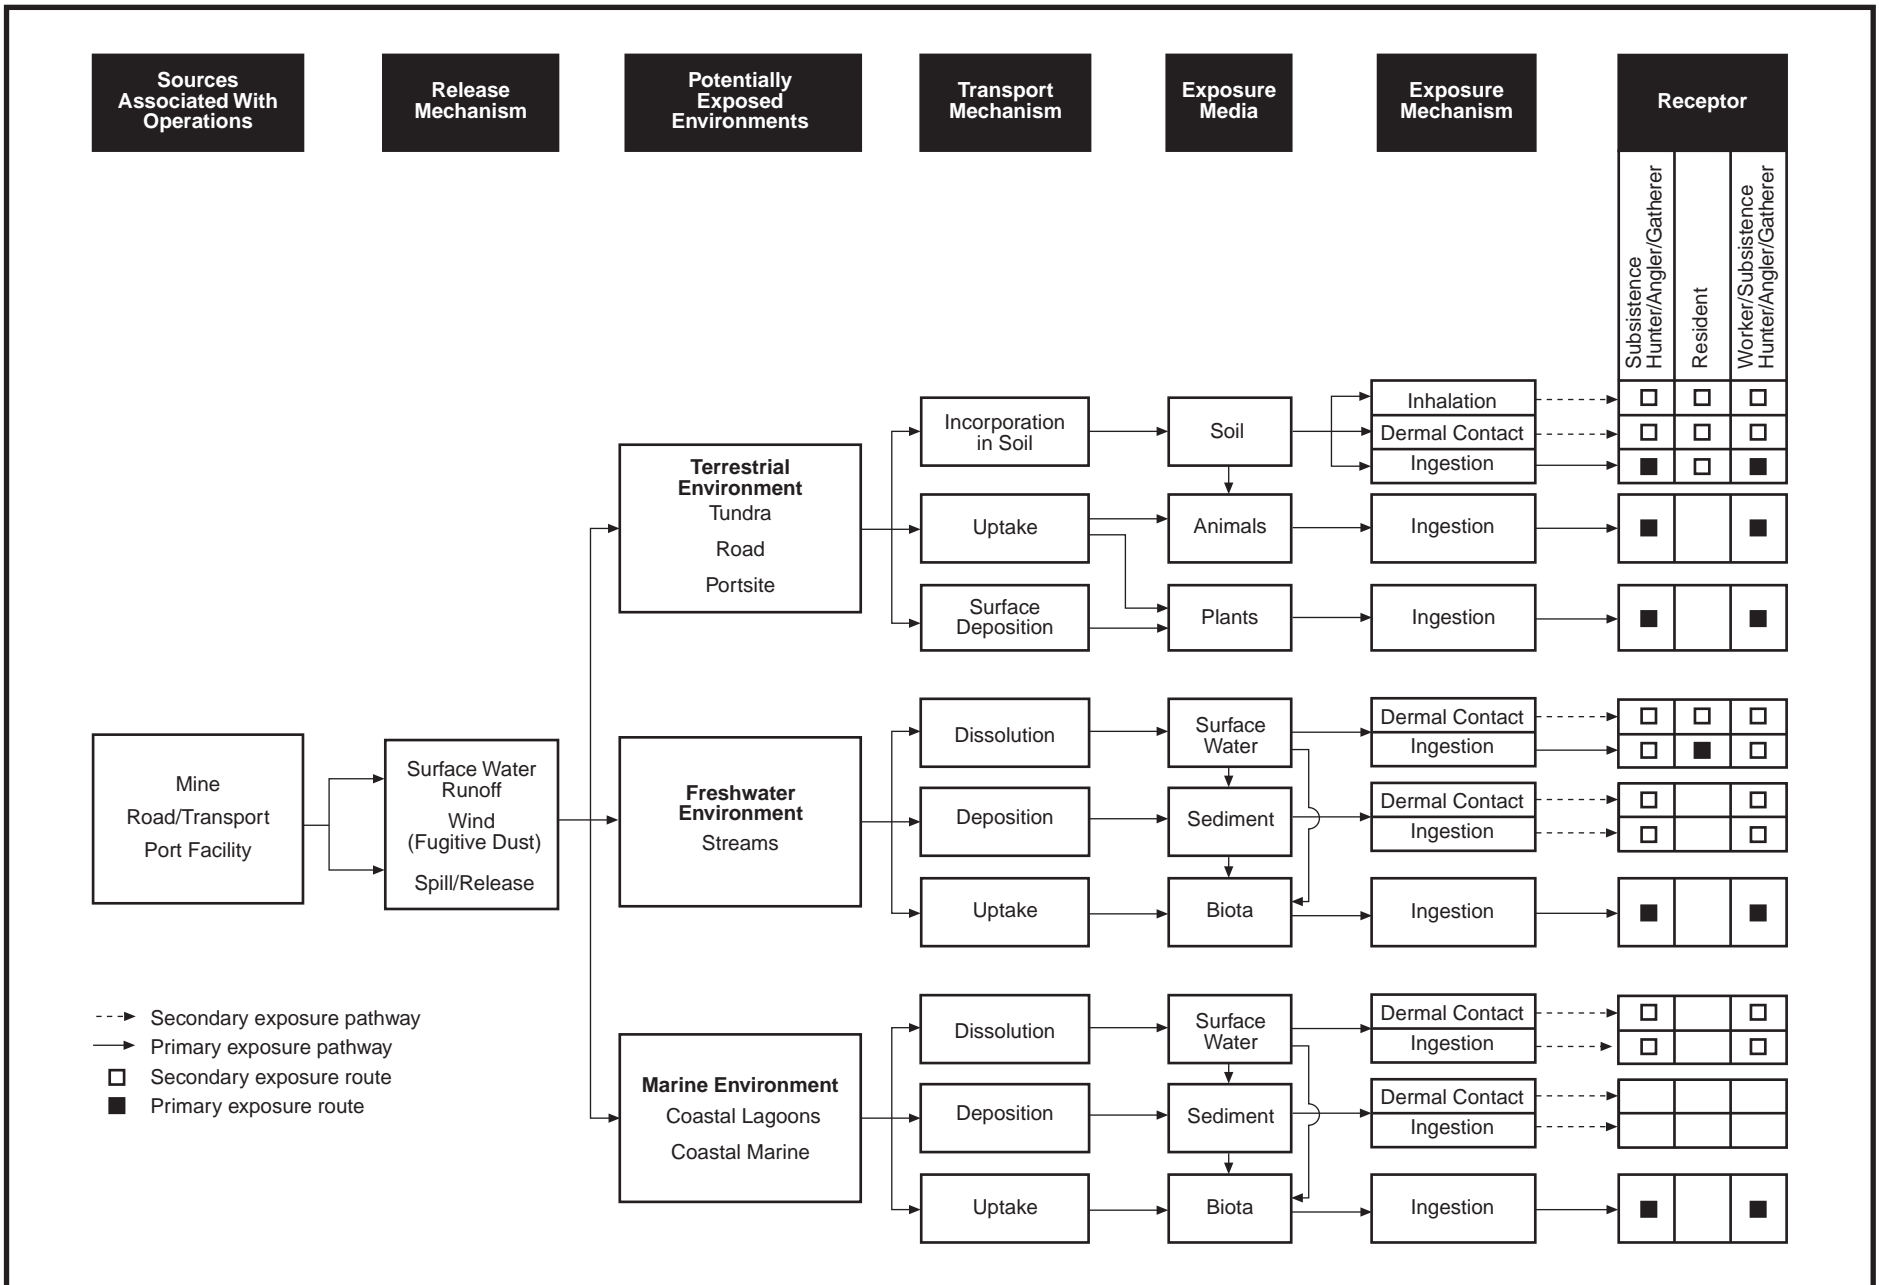 Sources
Associated With
Operations
Release
Mechanism
Potentially
Exposed
Environments
Transport
Mechanism
Exposure
Media
Exposure
Mechanism
Receptor
Subsistence
Hunter/Angler/Gatherer
Resident
Worker/Subsistence
Hunter/Angler/Gatherer
Mine
Road/Transport
Port Facility
Surface Water
Runoff
Wind
(Fugitive Dust)
Spill/Release
Terrestrial
Environment
Tundra
Road
Portsite
Incorporation
in Soil
Soil
Inhalation
Dermal Contact
Ingestion
Uptake
Animals
Ingestion
Surface
Deposition
Plants
Ingestion
Freshwater
Environment
Streams
Dissolution
Surface
Water
Dermal Contact
Ingestion
Deposition
Sediment
Dermal Contact
Ingestion
Uptake
Biota
Ingestion
Marine Environment
Coastal Lagoons
Coastal Marine
Dissolution
Surface
Water
Dermal Contact
Ingestion
Deposition
Sediment
Dermal Contact
Ingestion
Uptake
Biota
Ingestion
Secondary exposure pathway
Primary exposure pathway
Secondary exposure route
Primary exposure route